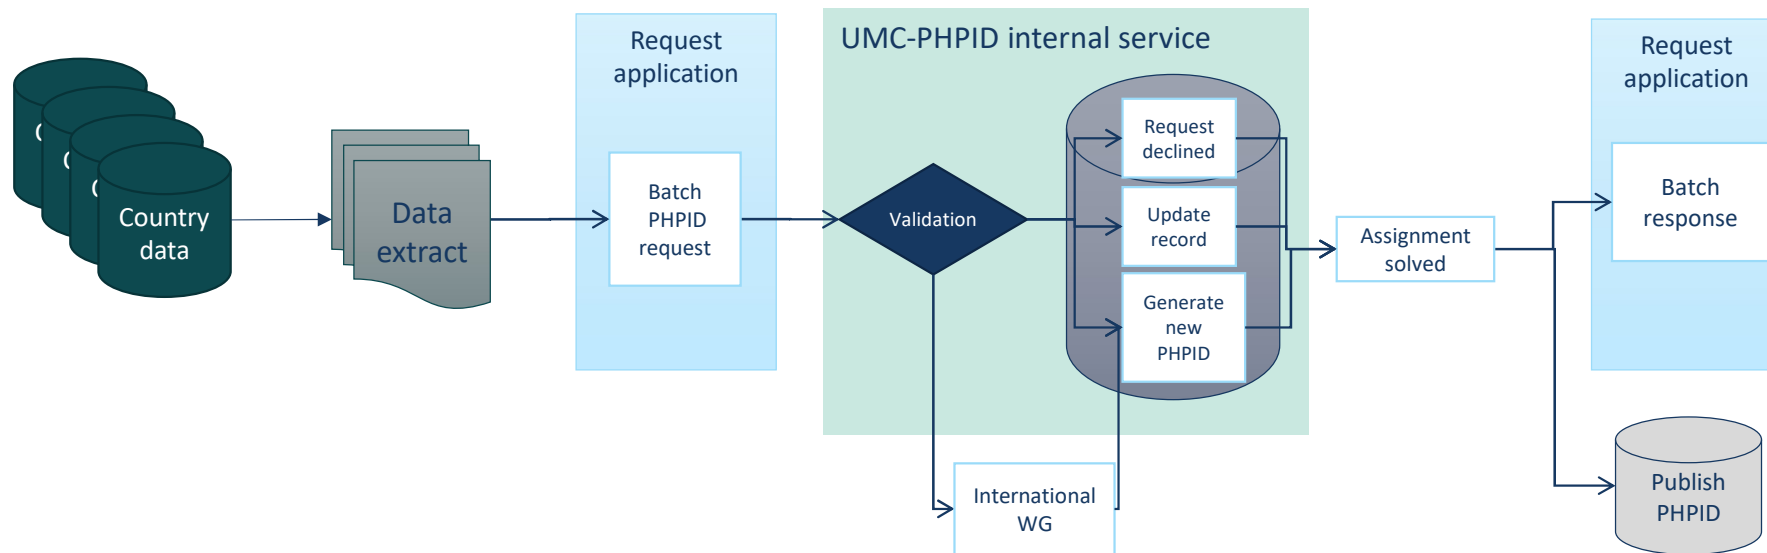 Country
data
Data
extract
Request
application
Batch
PHPID
request
UMC-PHPID internal service
Validation
Request
declined
Update
record
Generate
new
PHPID
International
WG
Assignment
solved
Request
application
Batch
response
Publish
PHPID